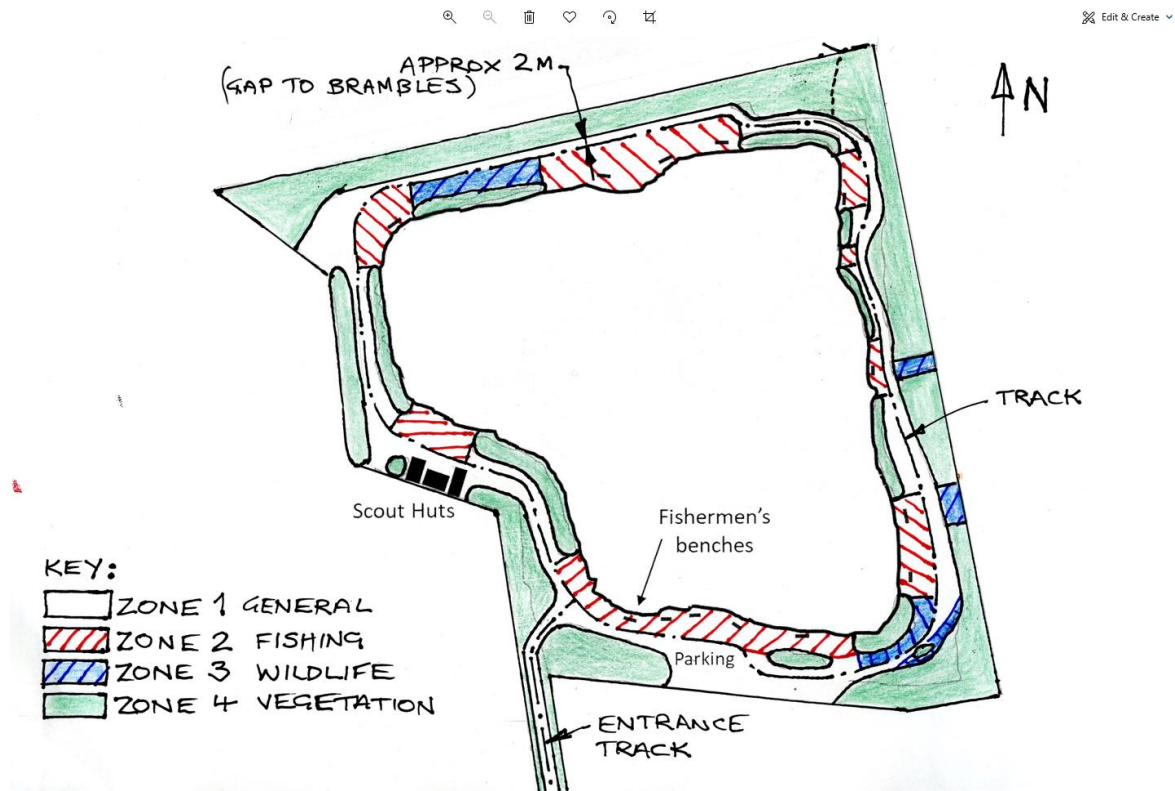 Edit & Create
APPROX 2M
(GAP TO BRAMBLES)
N
TRACK
Scout Huts
Fishermen's
benches
KEY:
ZONE 1 GENERAL
ZONE 2 FISHING
ZONE 3 WILDLIFE
ZONE 4 VEGETATION
Parking
ENTRANCE
TRACK